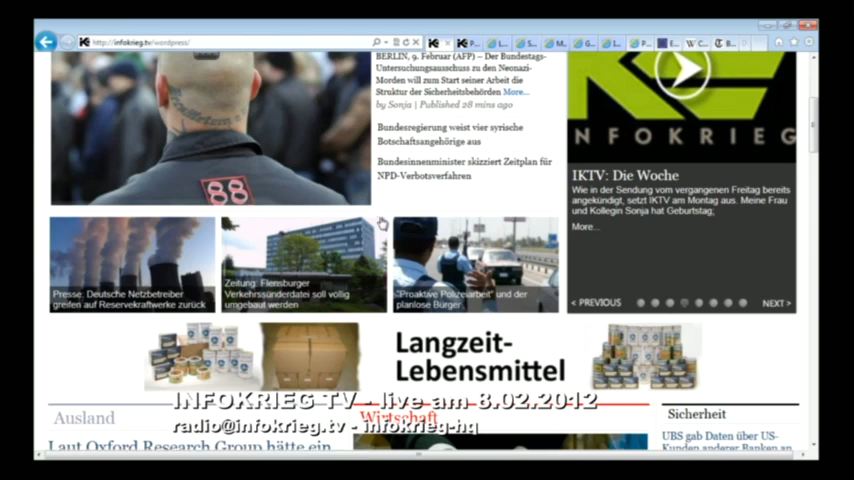 http://infokrieg.tv/wordpress/
BERLIN, 9. Februar (AFP) – Der Bundestags-
Untersuchungsausschuss zu den Neonazi-
Morden will zum Start seiner Arbeit die
Struktur der Sicherheitsbehörden More...
by Sonja | Published 28 mins ago
Bundesregierung weist vier syrische
Botschaftsangehörige aus
Bundesinnenminister skizziert Zeitplan für
NPD-Verbotsverfahren
88
NFOKRIEG
IKTV: Die Woche
Wie in der Sendung vom vergangenen Freitag bereits
angekündigt, setzt IKTV am Montag aus. Meine Frau
und Kollegin Sonja hat Geburtstag;
More...
< PREVIOUS
NEXT >
Presse: Deutsche Netzbetreiber
greifen auf Reservekraftwerke zurück
Zeitung: Flensburger
Verkehrssünderdatei soll völlig
umgebaut werden
"Proaktive Polizeiarbeit" und der
planlose Bürger
Langzeit-
Lebensmittel
INFOKRIEG TV - live am 8.02.2012
radio@infokrieg.tv - infokrieg-hq
Ausland
Wirtschaft
Sicherheit
Laut Oxford Research Group hätte ein
UBS gab Daten über US-
Kunden anderer Banken an